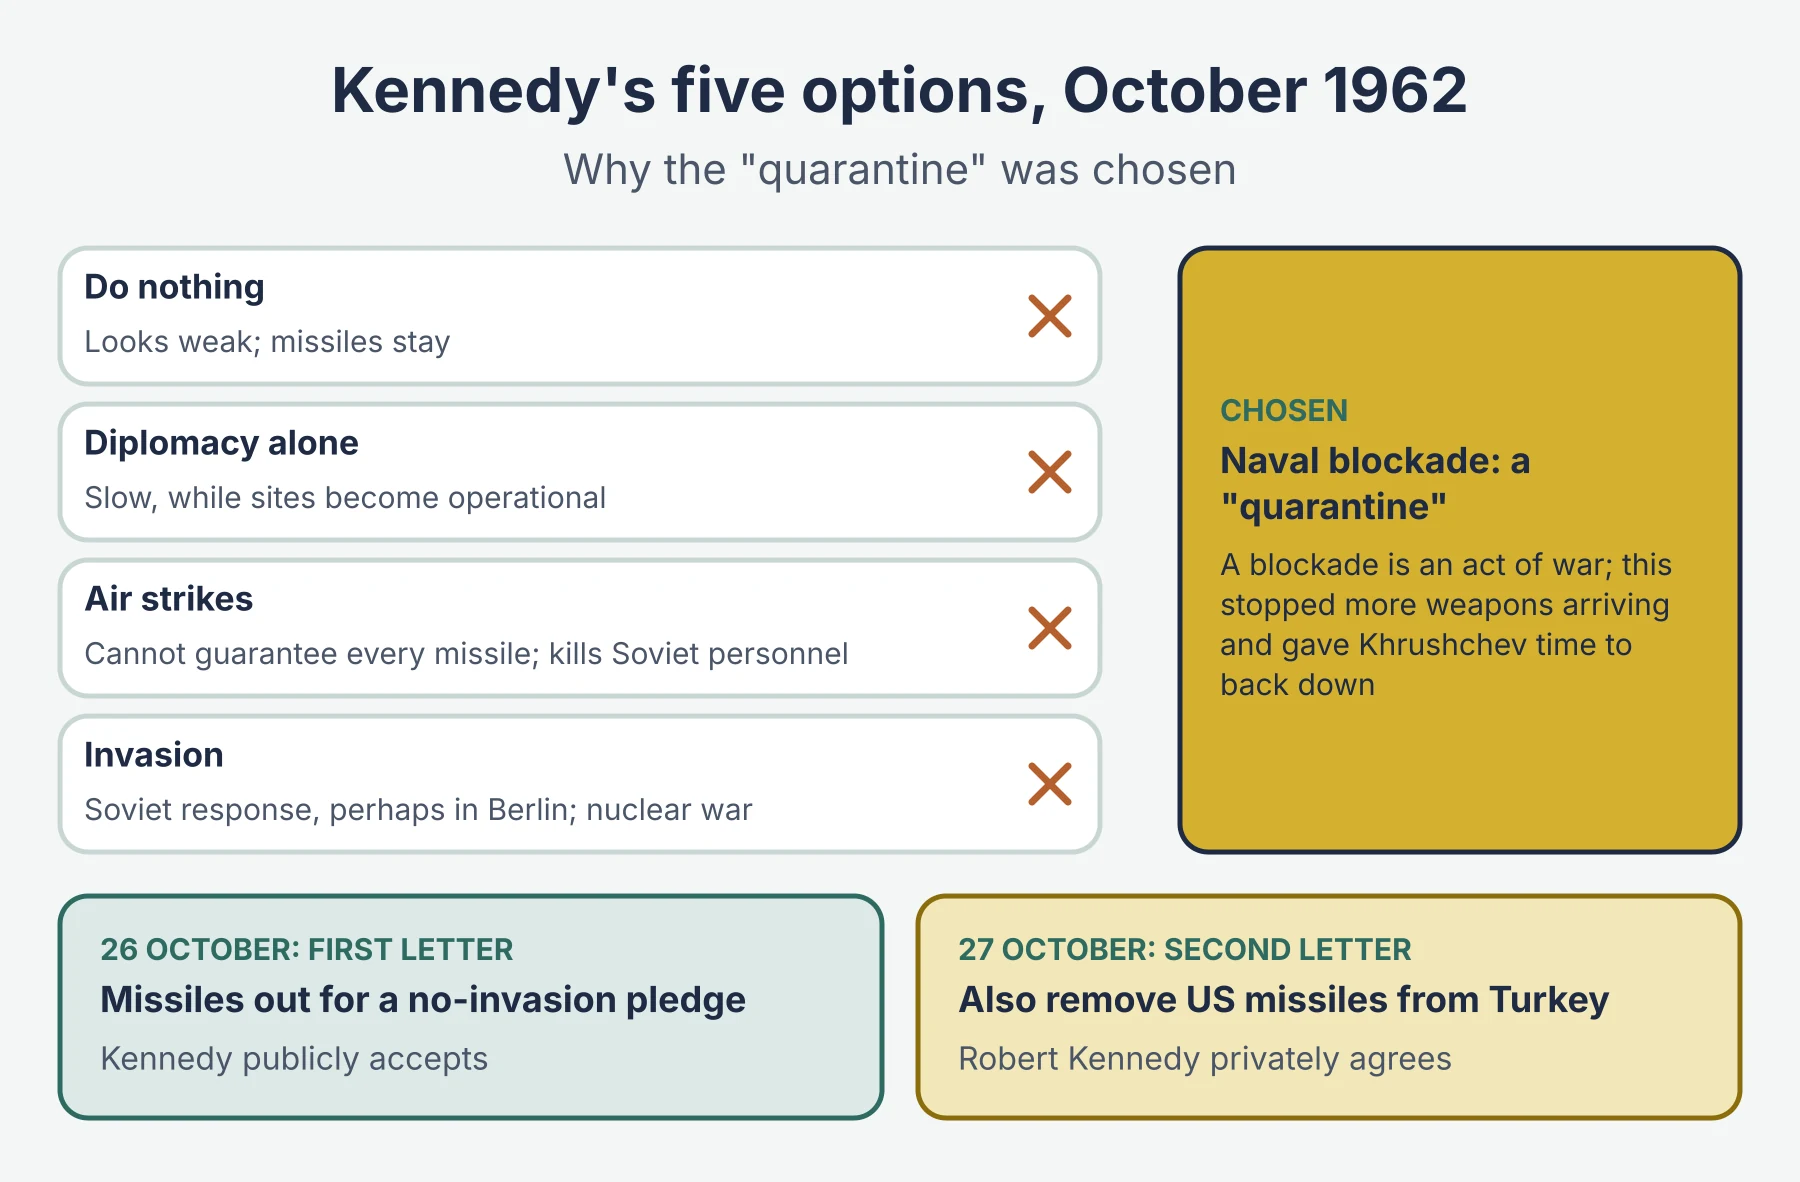 Kennedy's five options, October 1962
Why the "quarantine" was chosen
Do nothing
Looks weak; missiles stay
Diplomacy alone
Slow, while sites become operational
Air strikes
Cannot guarantee every missile; kills Soviet personnel
Invasion
Soviet response, perhaps in Berlin; nuclear war
CHOSEN
Naval blockade: a
"quarantine"
A blockade is an act of war; this
stopped more weapons arriving
and gave Khrushchev time to
back down
26 OCTOBER: FIRST LETTER
Missiles out for a no-invasion pledge
Kennedy publicly accepts
27 OCTOBER: SECOND LETTER
Also remove US missiles from Turkey
Robert Kennedy privately agrees